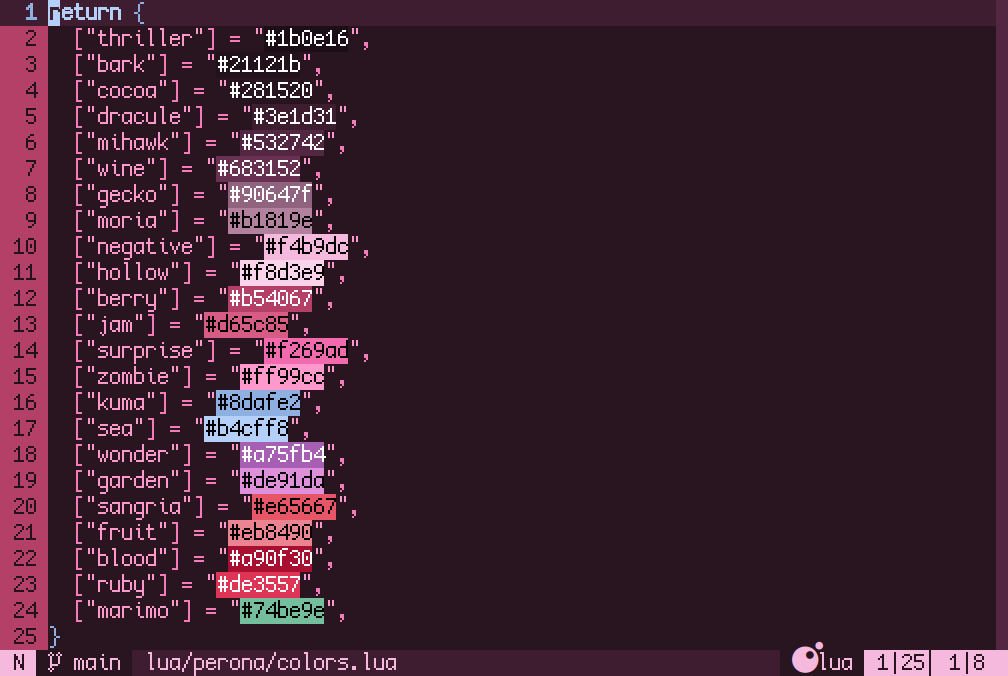 1 return {
2 ["thriller"] = "#1b0e16",
3 ["bark"] = "#21121b",
4 ["cocoa"] = "#281520",
5 ["dracule"] = "#3e1d31",
6 ["mihawk"] = "#532742",
7 ["wine"] = "#683152",
8 ["gecko"] = "#90647f",
9 ["moria"] = "#b1819e",
10 ["negative"] = "#f4b9dc",
11 ["hollow"] = "#f8d3e9",
12 ["berry"] = "#b54067",
13 ["jam"] = "#d65c85",
14 ["surprise"] = "#f269ad",
15 ["zombie"] = "#ff99cc",
16 ["kuma"] = "#8dafe2",
17 ["sea"] = "#b4cff8",
18 ["wonder"] = "#a75fb4",
19 ["garden"] = "#de91da",
20 ["sangria"] = "#e65667",
21 ["fruit"] = "#eb8490",
22 ["blood"] = "#a90f30",
23 ["ruby"] = "#de3557",
24 ["marimo"] = "#74be9e",
25 }
N main lua/perona/colors.lua lua 1|25 1|8